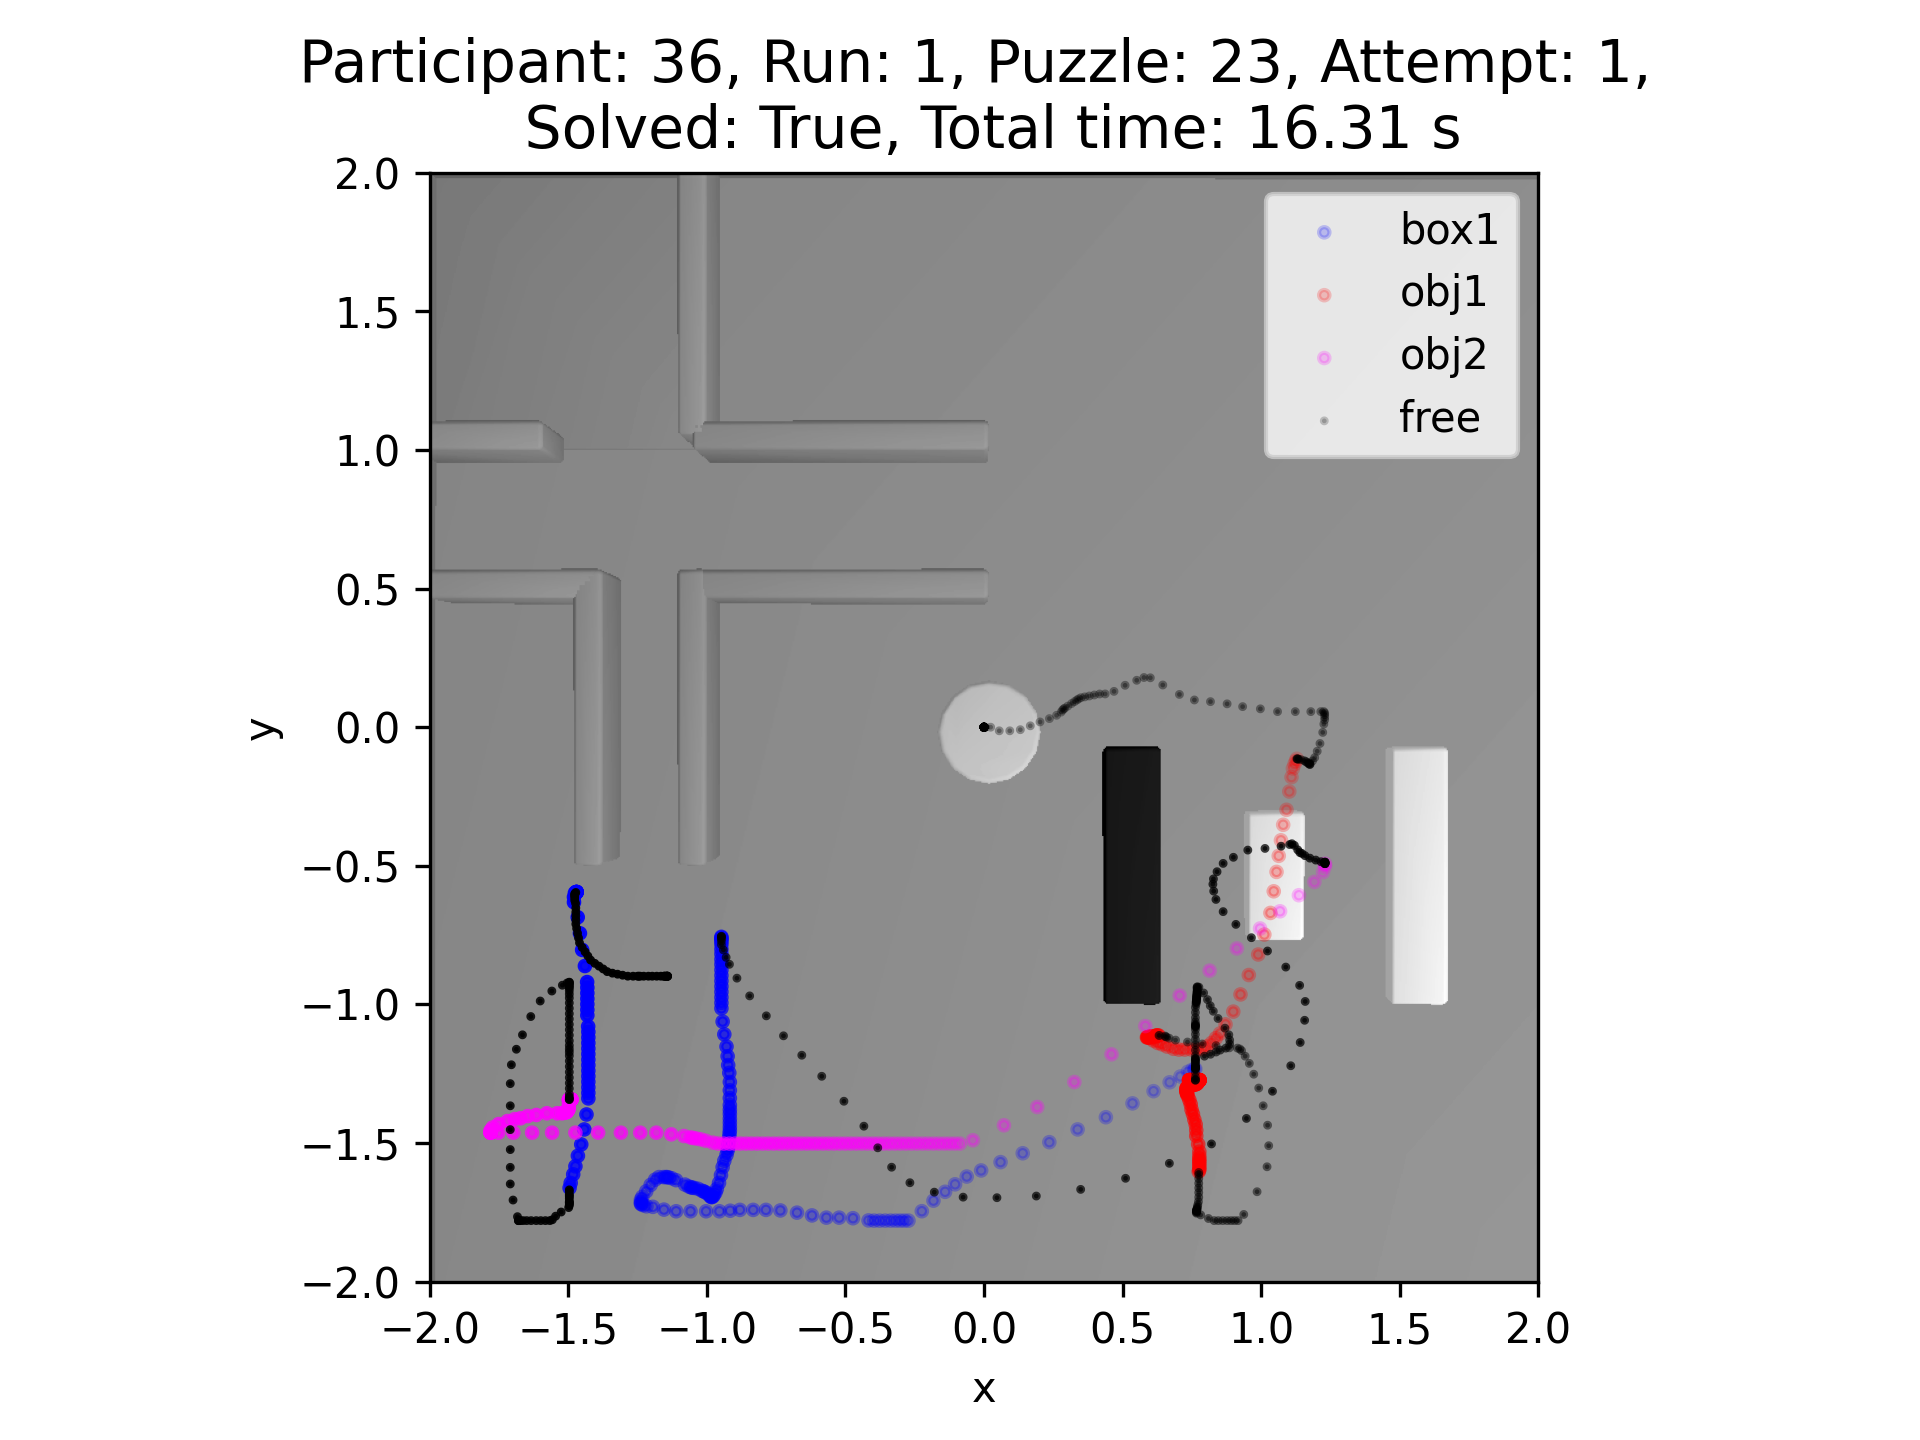 Participant: 36, Run: 1, Puzzle: 23, Attempt: 1,
Solved: True, Total time: 16.31 s
box1
obj1
obj2
free
2.0
1.5
1.0
0.5
0.0
−0.5
−1.0
−1.5
−2.0
y
−2.0 −1.5 −1.0 −0.5 0.0 0.5 1.0 1.5 2.0
x